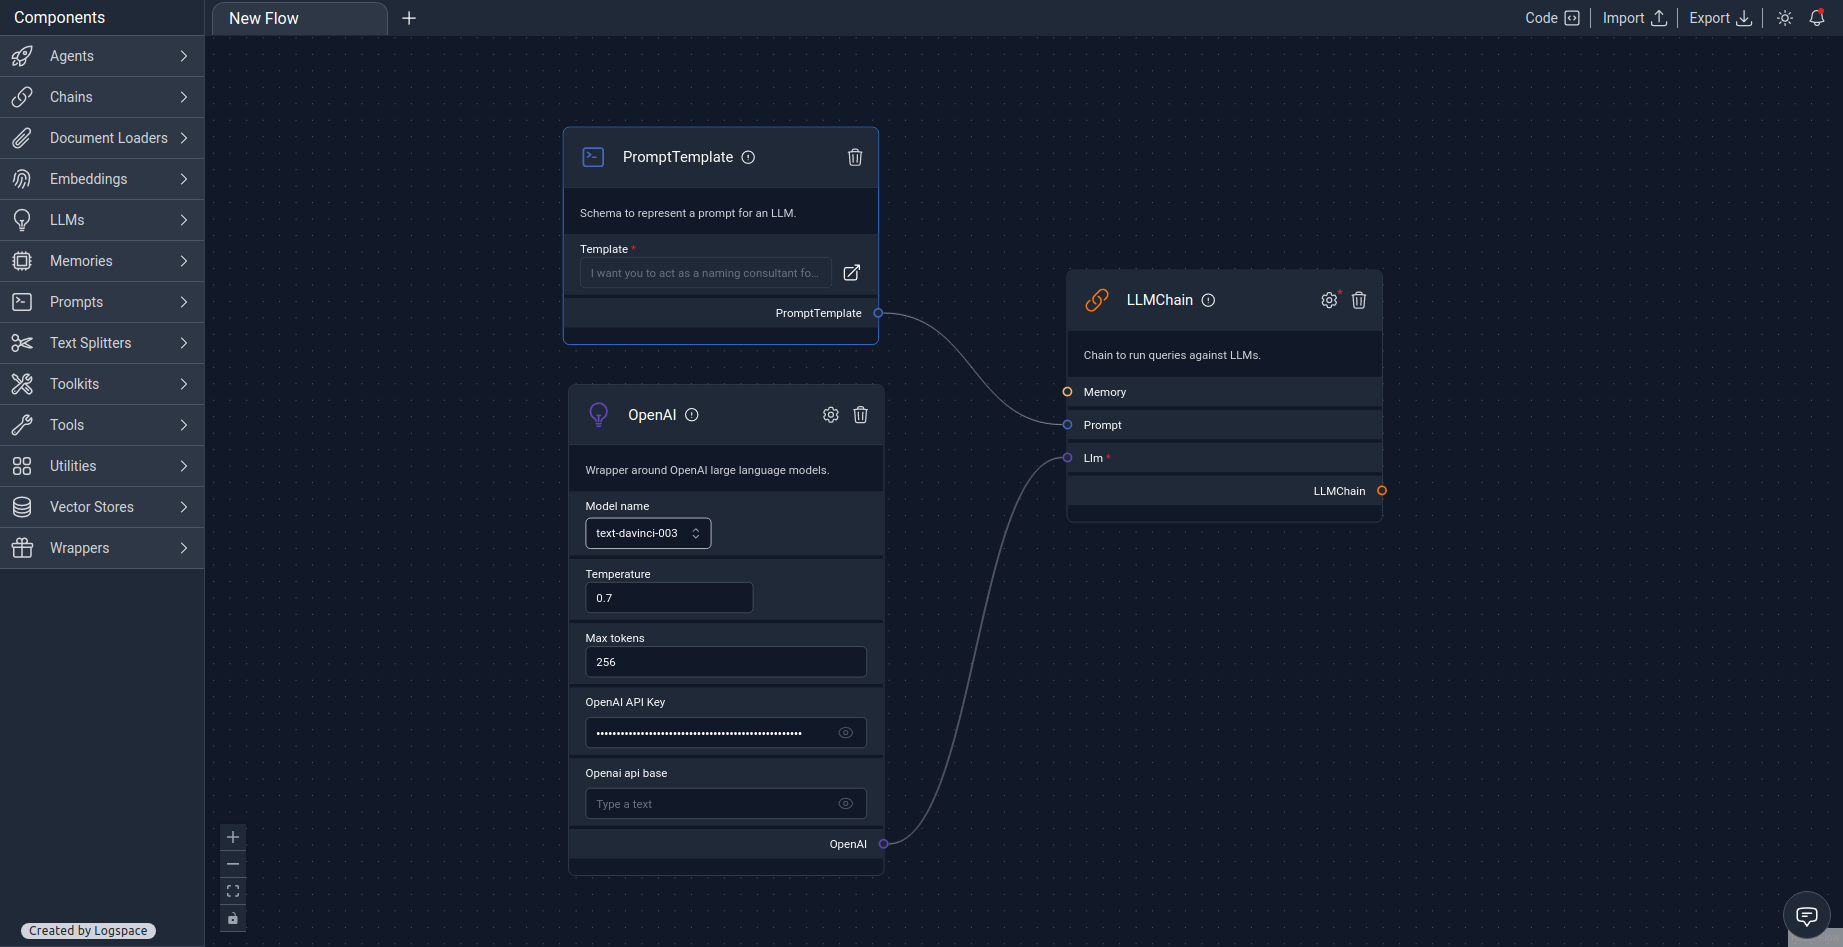 Components
New Flow
Code
Import
Export
Agents
Chains
Document Loaders
Embeddings
LLMs
Memories
Prompts
Text Splitters
Toolkits
Tools
Utilities
Vector Stores
Wrappers
PromptTemplate
Schema to represent a prompt for an LLM.
Template *
I want you to act as a naming consultant fo...
PromptTemplate
OpenAI
Wrapper around OpenAI large language models.
Model name
text-davinci-003
Temperature
0.7
Max tokens
256
OpenAI API Key
Openai api base
Type a text
OpenAI
LLMChain
Chain to run queries against LLMs.
Memory
Prompt
Llm *
LLMChain
Created by Logspace